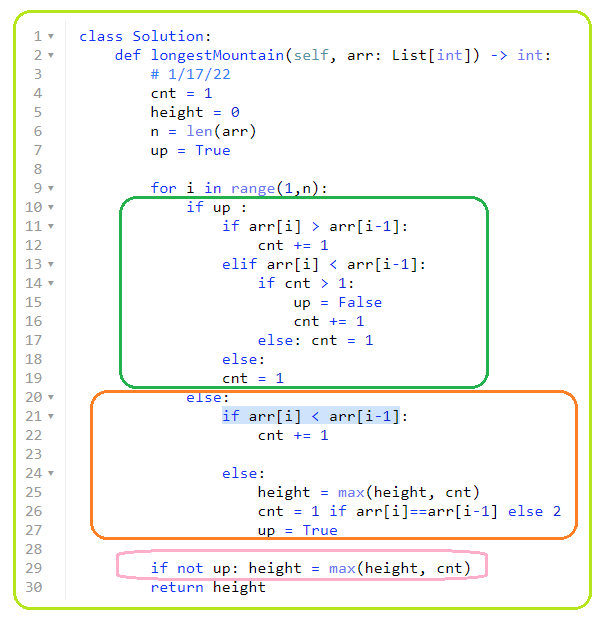 1 class Solution:
2     def longestMountain(self, arr: List[int]) -> int:
3         # 1/17/22
4         cnt = 1
5         height = 0
6         n = len(arr)
7         up = True
8
9         for i in range(1,n):
10             if up :
11                 if arr[i] > arr[i-1]:
12                     cnt += 1
13                 elif arr[i] < arr[i-1]:
14                     if cnt > 1:
15                         up = False
16                         cnt += 1
17                     else: cnt = 1
18                 else:
19                 cnt = 1
20             else:
21                 if arr[i] < arr[i-1]:
22                     cnt += 1
23
24                 else:
25                     height = max(height, cnt)
26                     cnt = 1 if arr[i]==arr[i-1] else 2
27                     up = True
28
29         if not up: height = max(height, cnt)
30         return height